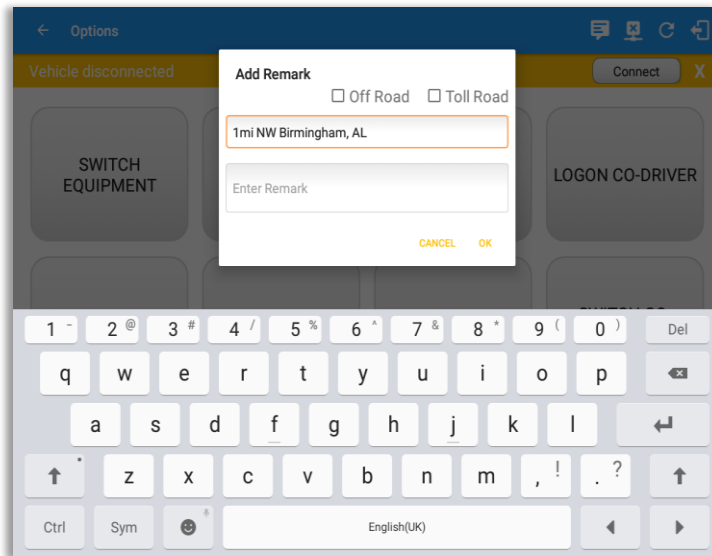 Options
Vehicle disconnected
Connect
X
Add Remark
Off Road
Toll Road
1mi NW Birmingham, AL
Enter Remark
CANCEL
OK
SWITCH
EQUIPMENT
LOGON CO-DRIVER
1 - 2 @ 3 # 4 / 5 % 6 ^ 7 & 8 * 9 ( 0 ) Del
q w e r t y u i o p
a s d f g h j k l
z x c v b n m , ! . ?
Ctrl Sym English(UK)